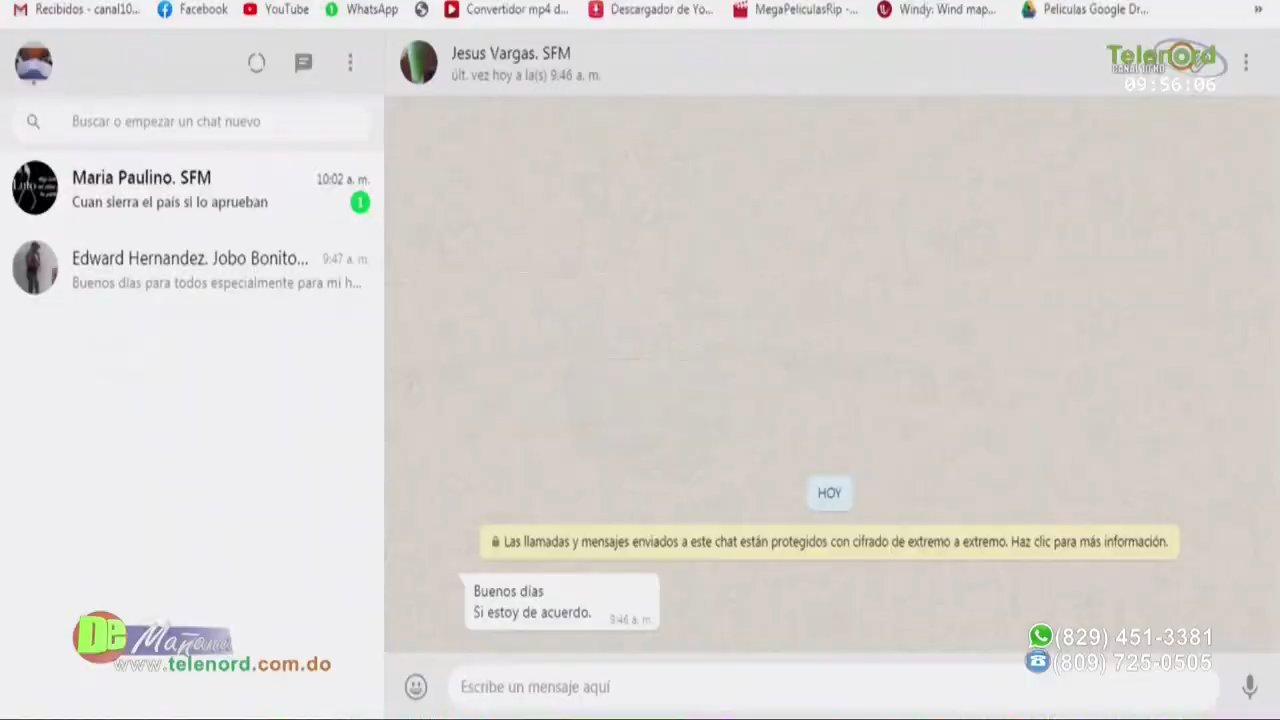 Recibidos - canal10...
Facebook
YouTube
WhatsApp
Convertidor mp4 d...
Descargador de Yo...
MegaPeliculasRip -...
Windy: Wind map...
Peliculas Google Dr...
Jesus Vargas. SFM
últ. vez hoy a la(s) 9:46 a. m.
Telenord
09:56:06
Buscar o empezar un chat nuevo
Maria Paulino. SFM
10:02 a. m.
Cuan sierra el país si lo aprueban
1
Edward Hernandez. Jobo Bonito...
9:47 a. m.
Buenos días para todos especialmente para mi h...
HOY
Las llamadas y mensajes enviados a este chat están protegidos con cifrado de extremo a extremo. Haz clic para más información.
Buenos días
Si estoy de acuerdo.
9:46 a. m.
De Mañana
www.telenord.com.do
(829) 451-3381
(809) 725-0505
Escribe un mensaje aquí